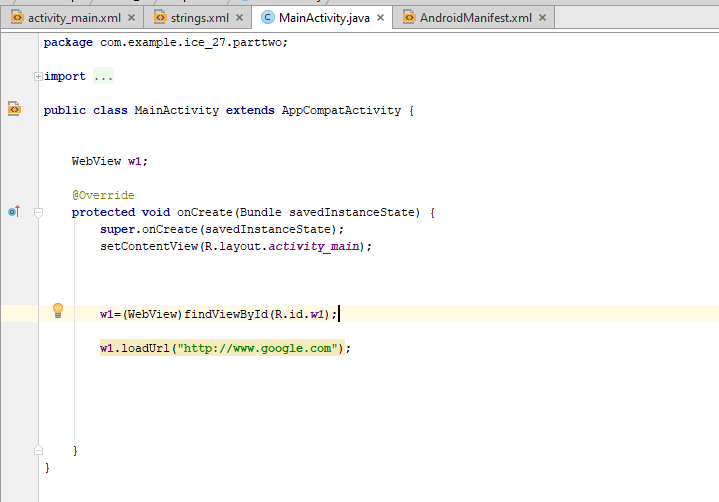 activity_main.xml × strings.xml × MainActivity.java × AndroidManifest.xml ×
package com.example.ice_27.parttwo;
import ...
public class MainActivity extends AppCompatActivity {
WebView w1;
@Override
protected void onCreate(Bundle savedInstanceState) {
super.onCreate(savedInstanceState);
setContentView(R.layout.activity_main);
w1=(WebView)findViewById(R.id.w1);
w1.loadUrl("http://www.google.com");
}
}